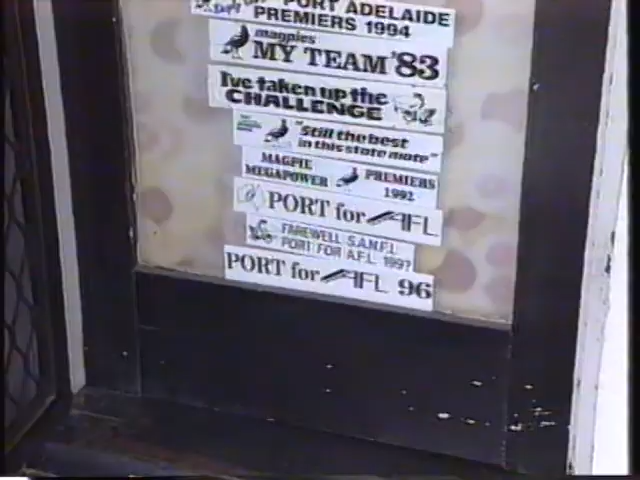 PORT ADELAIDE
PREMIERS 1994
magpies
MY TEAM '83
I've taken up the
CHALLENGE
"Still the best
in this state mate"
MAGPIE
MEGAPOWER
PREMIERS
1992
PORT for AFL
FAREWELL S.A.N.F.L.
PORT FOR A.F.L. 1997
PORT for AFL 96